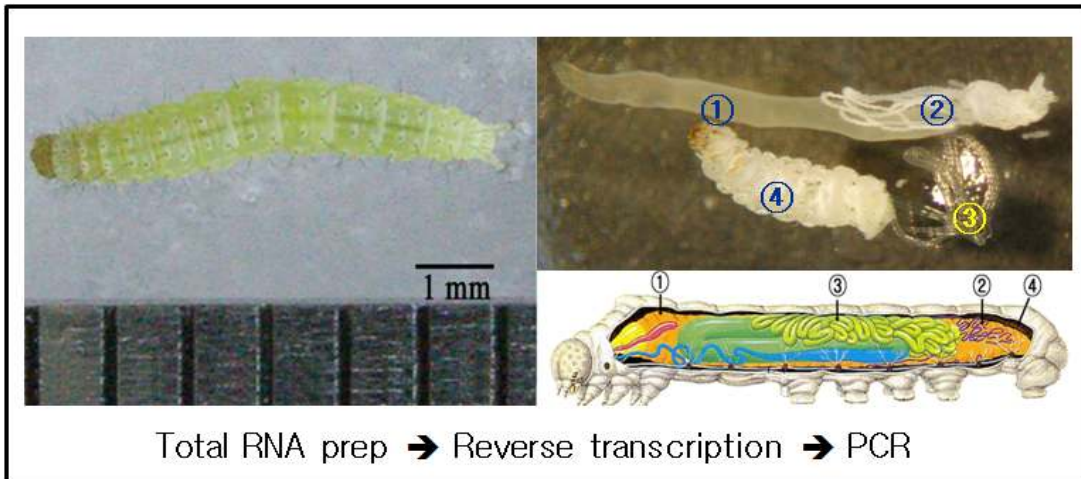 ①
②
④
③
1 mm
① ③ ② ④
Total RNA prep ➔ Reverse transcription ➔ PCR